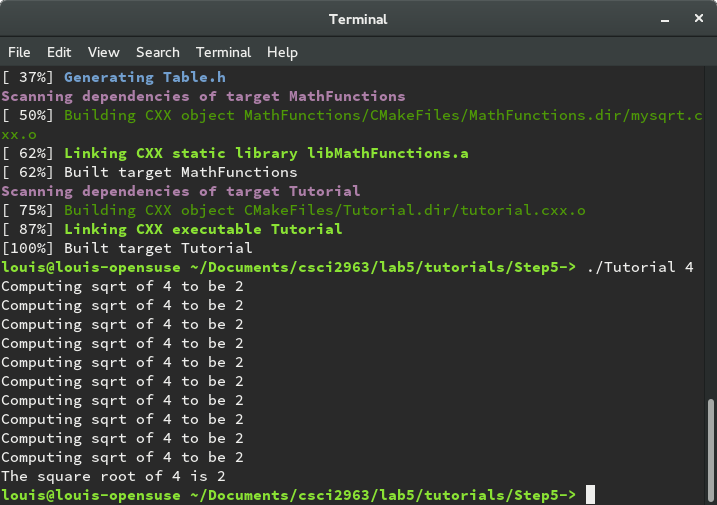 Terminal
File Edit View Search Terminal Help
[ 37%] Generating Table.h
Scanning dependencies of target MathFunctions
[ 50%] Building CXX object MathFunctions/CMakeFiles/MathFunctions.dir/mysqrt.c
xx.o
[ 62%] Linking CXX static library libMathFunctions.a
[ 62%] Built target MathFunctions
Scanning dependencies of target Tutorial
[ 75%] Building CXX object CMakeFiles/Tutorial.dir/tutorial.cxx.o
[ 87%] Linking CXX executable Tutorial
[100%] Built target Tutorial
louis@louis-opensuse ~/Documents/csci2963/lab5/tutorials/Step5-> ./Tutorial 4
Computing sqrt of 4 to be 2
Computing sqrt of 4 to be 2
Computing sqrt of 4 to be 2
Computing sqrt of 4 to be 2
Computing sqrt of 4 to be 2
Computing sqrt of 4 to be 2
Computing sqrt of 4 to be 2
Computing sqrt of 4 to be 2
Computing sqrt of 4 to be 2
Computing sqrt of 4 to be 2
The square root of 4 is 2
louis@louis-opensuse ~/Documents/csci2963/lab5/tutorials/Step5->